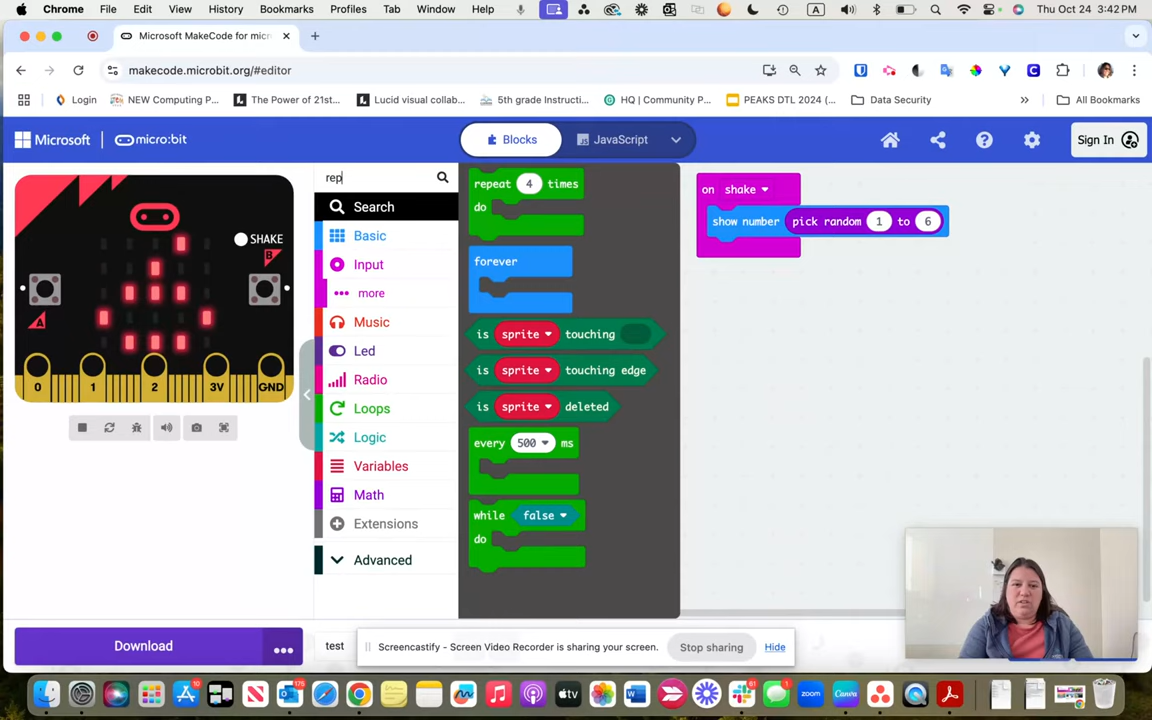 Chrome File Edit View History Bookmarks Profiles Tab Window Help A Thu Oct 24 3:42 PM
Microsoft MakeCode for micr
makecode.microbit.org/#editor
Login NEW Computing P... The Power of 21st... Lucid visual collab... 5th grade Instructi... HQ | Community P... PEAKS DTL 2024 (... Data Security All Bookmarks
Microsoft micro:bit Blocks JavaScript Sign In
rep
Search
Basic
Input
more
Music
Led
Radio
Loops
Logic
Variables
Math
Extensions
Advanced
SHAKE
B
A
0 1 2 3V GND
repeat 4 times
do
forever
is sprite touching
is sprite touching edge
is sprite deleted
every 500 ms
while false
do
on shake
show number pick random 1 to 6
Download
test
Screencastify - Screen Video Recorder is sharing your screen. Stop sharing Hide
zoom Canva